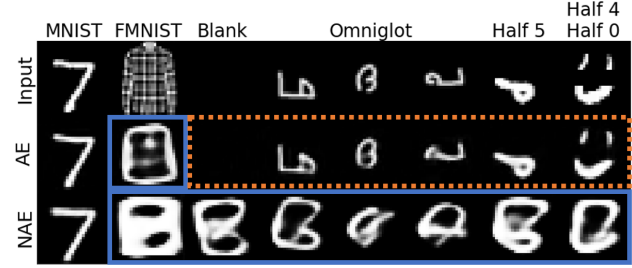 MNIST FMNIST Blank Omniglot Half 5 Half 4
Half 0
Input
AE
NAE